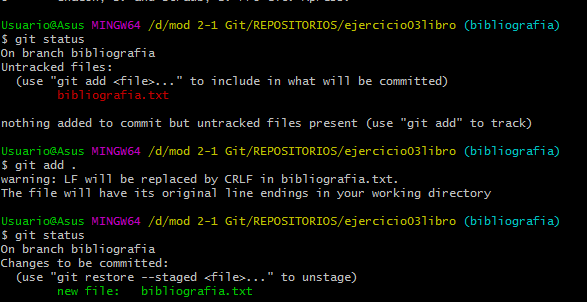 Usuario@Asus MINGW64 /d/mod 2-1 Git/REPOSITORIOS/ejercicio03libro (bibliografia)
$ git status
On branch bibliografia
Untracked files:
  (use "git add <file>..." to include in what will be committed)
        bibliografia.txt

nothing added to commit but untracked files present (use "git add" to track)

Usuario@Asus MINGW64 /d/mod 2-1 Git/REPOSITORIOS/ejercicio03libro (bibliografia)
$ git add .
warning: LF will be replaced by CRLF in bibliografia.txt.
The file will have its original line endings in your working directory

Usuario@Asus MINGW64 /d/mod 2-1 Git/REPOSITORIOS/ejercicio03libro (bibliografia)
$ git status
On branch bibliografia
Changes to be committed:
  (use "git restore --staged <file>..." to unstage)
        new file:   bibliografia.txt